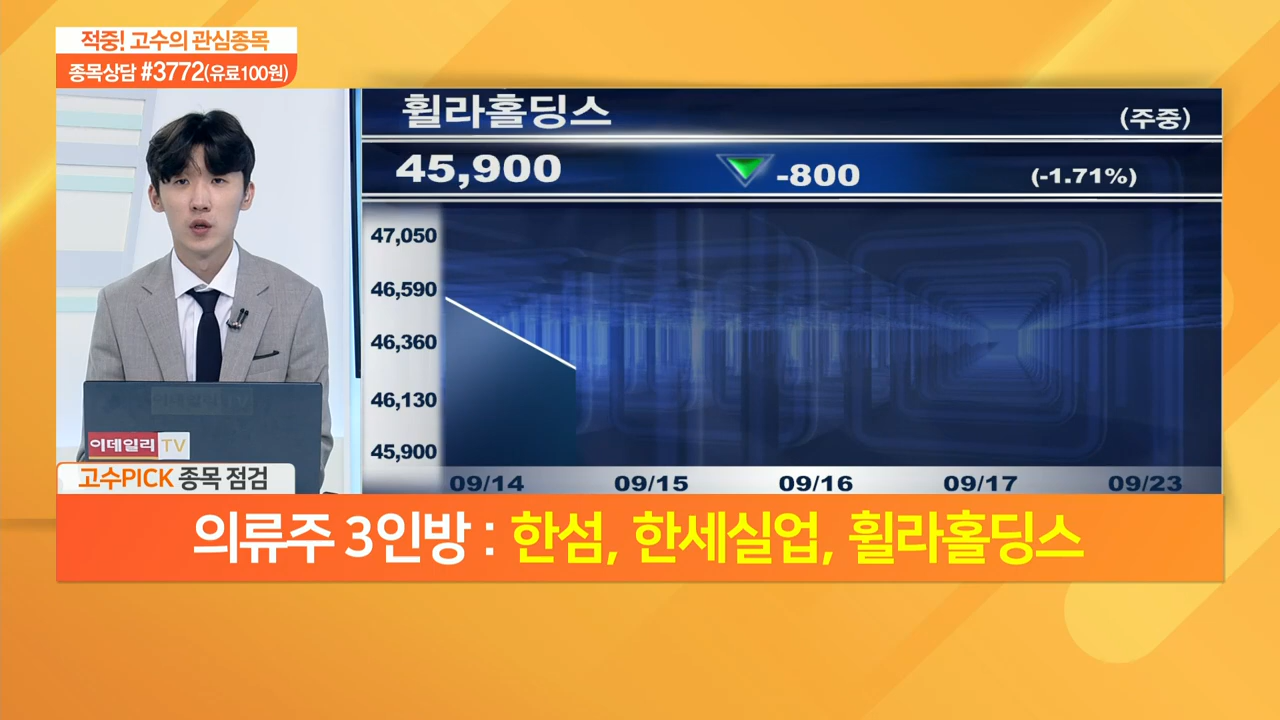 적중! 고수의 관심종목
종목상담 #3772(유료100원)
휠라홀딩스
(주중)
45,900
-800
(-1.71%)
47,050
46,590
46,360
46,130
45,900
09/14
09/15
09/16
09/17
09/23
이데일리 TV
고수PICK 종목 점검
의류주 3인방 : 한섬, 한세실업, 휠라홀딩스